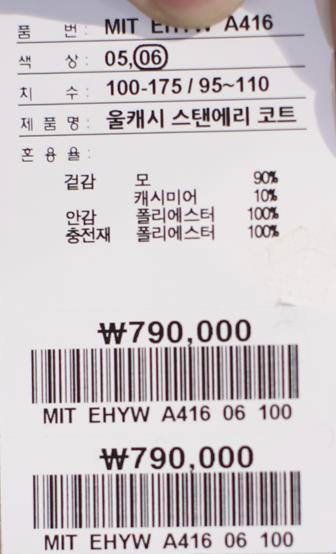 품 번: MIT EHYW A416
색 상: 05, 06
치 수: 100-175 / 95~110
제 품 명: 울캐시 스탠에리 코트
혼 용 율:
겉감 모 90%
캐시미어 10%
안감 폴리에스터 100%
충전재 폴리에스터 100%
₩790,000
MIT EHYW A416 06 100
₩790,000
MIT EHYW A416 06 100